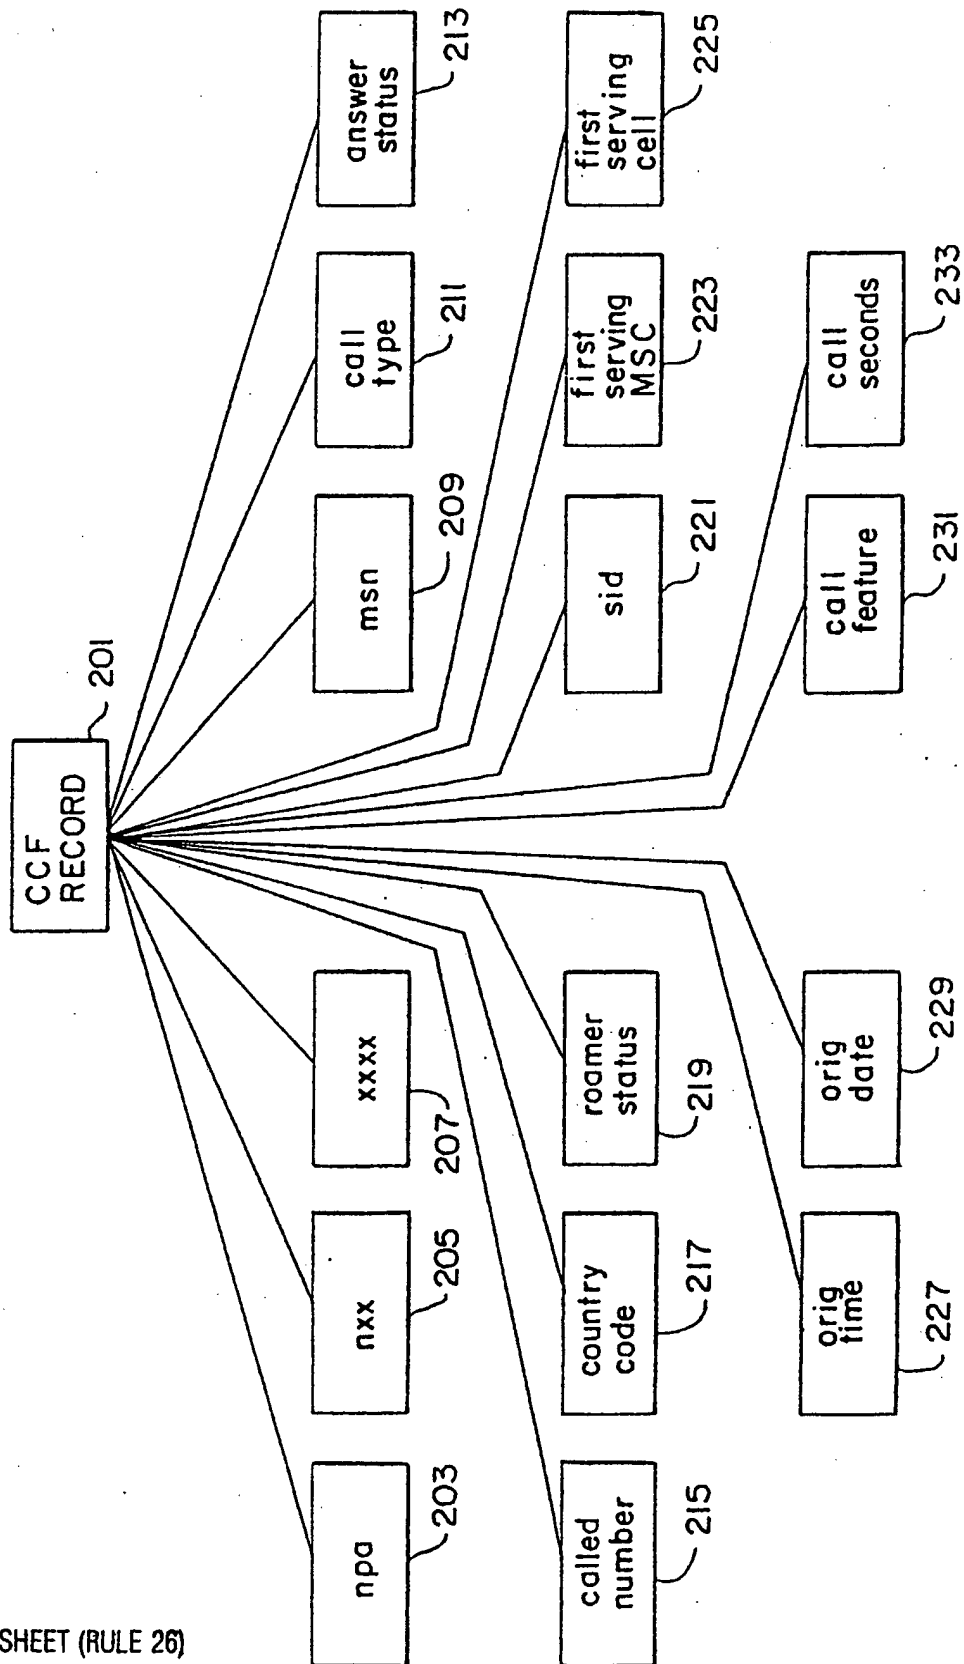 CCF
RECORD
201
npa
203
nxx
205
xxxx
207
msn
209
call
type
211
answer
status
213
called
number
215
country
code
217
roamer
status
219
sid
221
first
serving
MSC
223
first
serving
cell
225
orig
time
227
orig
date
229
call
feature
231
call
seconds
233
SHEET (RULE 26)